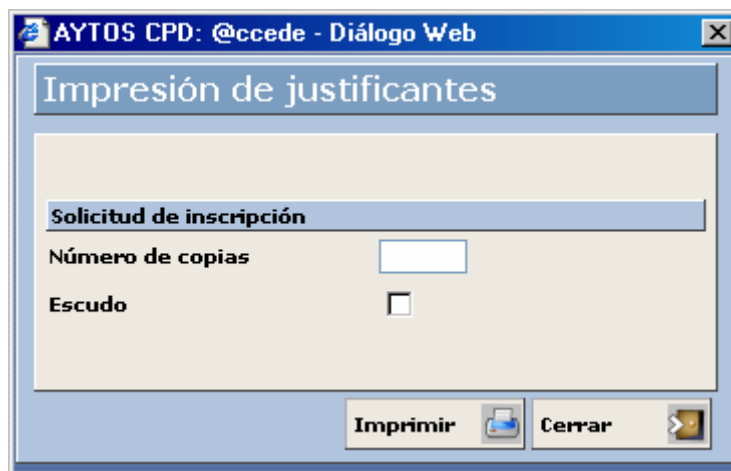 AYTOS CPD: @ccede - Diálogo Web
Impresión de justificantes
Solicitud de inscripción
Número de copias
Escudo
Imprimir Cerrar